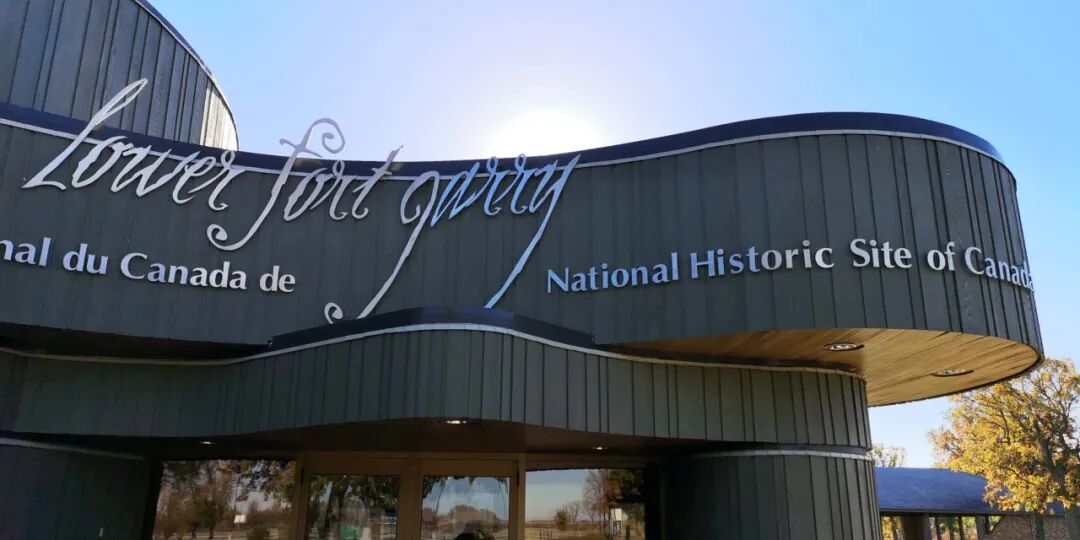 Lower fort garry
nal du Canada de
National Historic Site of Canada